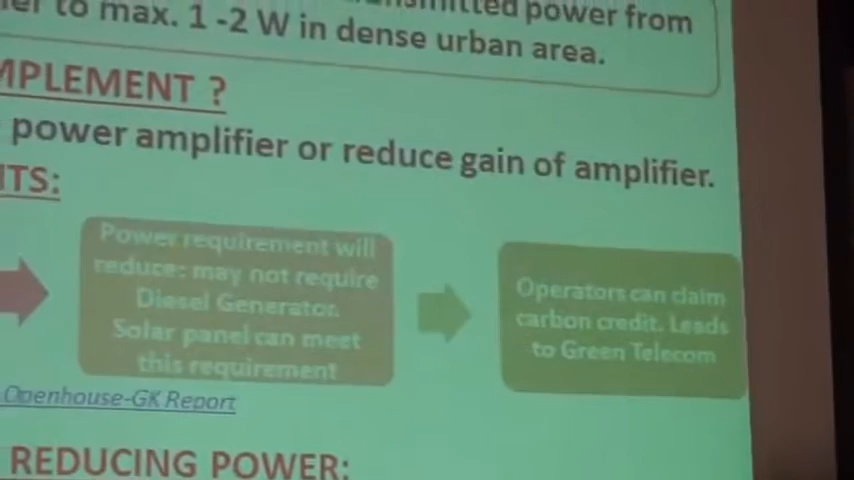 to max. 1 -2 W in dense urban area.
power from
MPLEMENT ?
power amplifier or reduce gain of amplifier.
ITS:
Power requirement will
reduce: may not require
Diesel Generator.
Solar panel can meet
this requirement
Operators can claim
carbon credit. Leads
to Green Telecom
Openhouse-GK Report
REDUCING POWER: